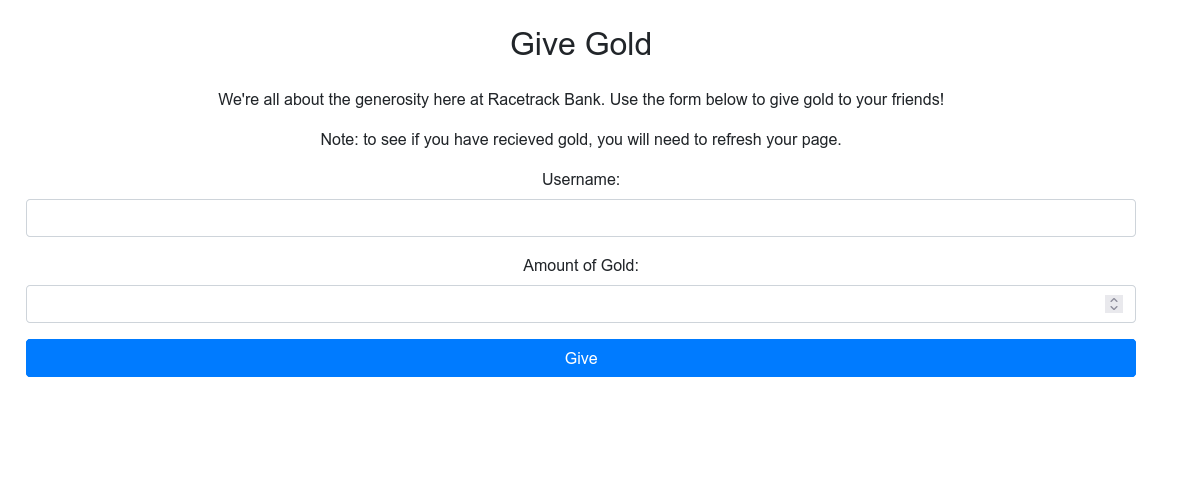 Give Gold
We're all about the generosity here at Racetrack Bank. Use the form below to give gold to your friends!
Note: to see if you have recieved gold, you will need to refresh your page.
Username:
Amount of Gold:
Give